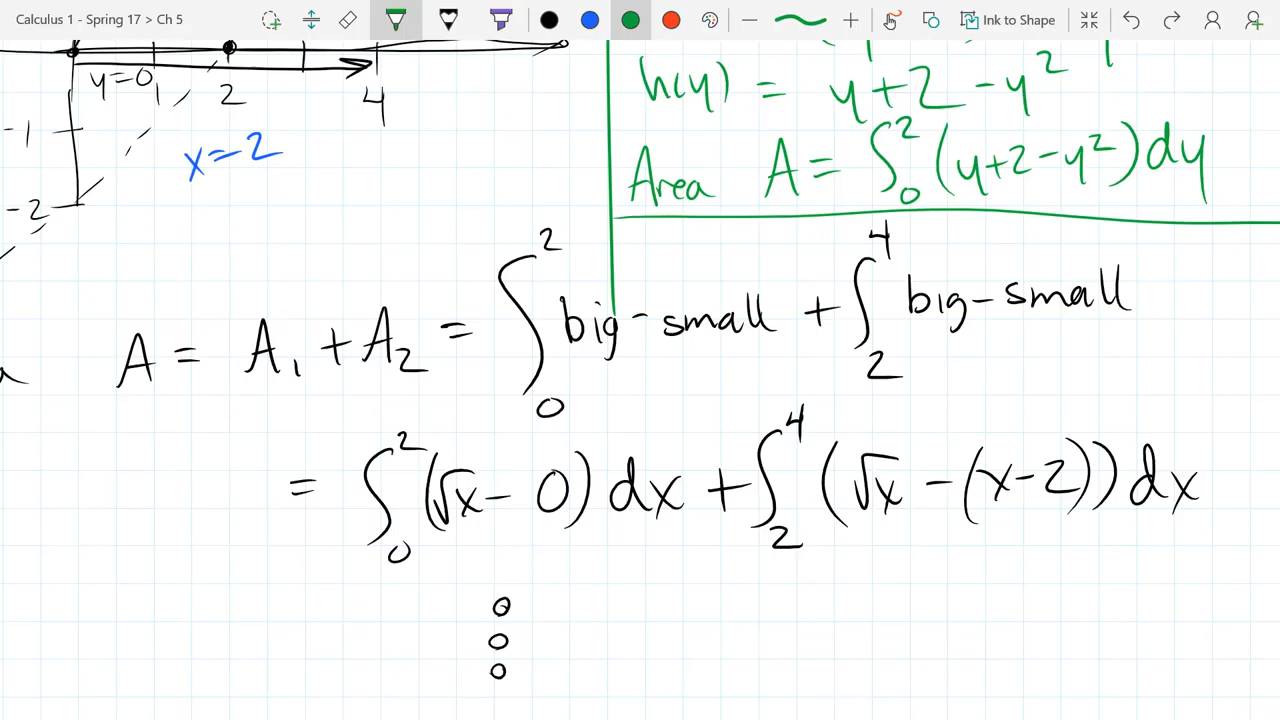 Calculus 1 - Spring 17 > Ch 5
Ink to Shape
y=0
1
2
4
-1
-2
x=-2
h(y) = y+2-y²
Area A = ∫₀² (y+2-y²) dy
A = A₁ + A₂ = ∫₀² big-small + ∫₂⁴ big-small
= ∫₀² (√x - 0) dx + ∫₂⁴ (√x - (x-2)) dx